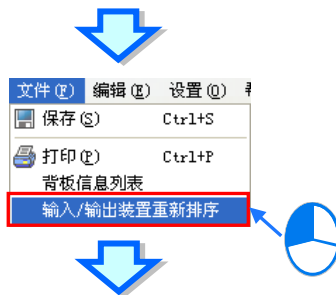 文件(F) 编辑(E) 设置(O)
保存(S) Ctrl+S
打印(P) Ctrl+P
背板信息列表
输入/输出装置重新排序